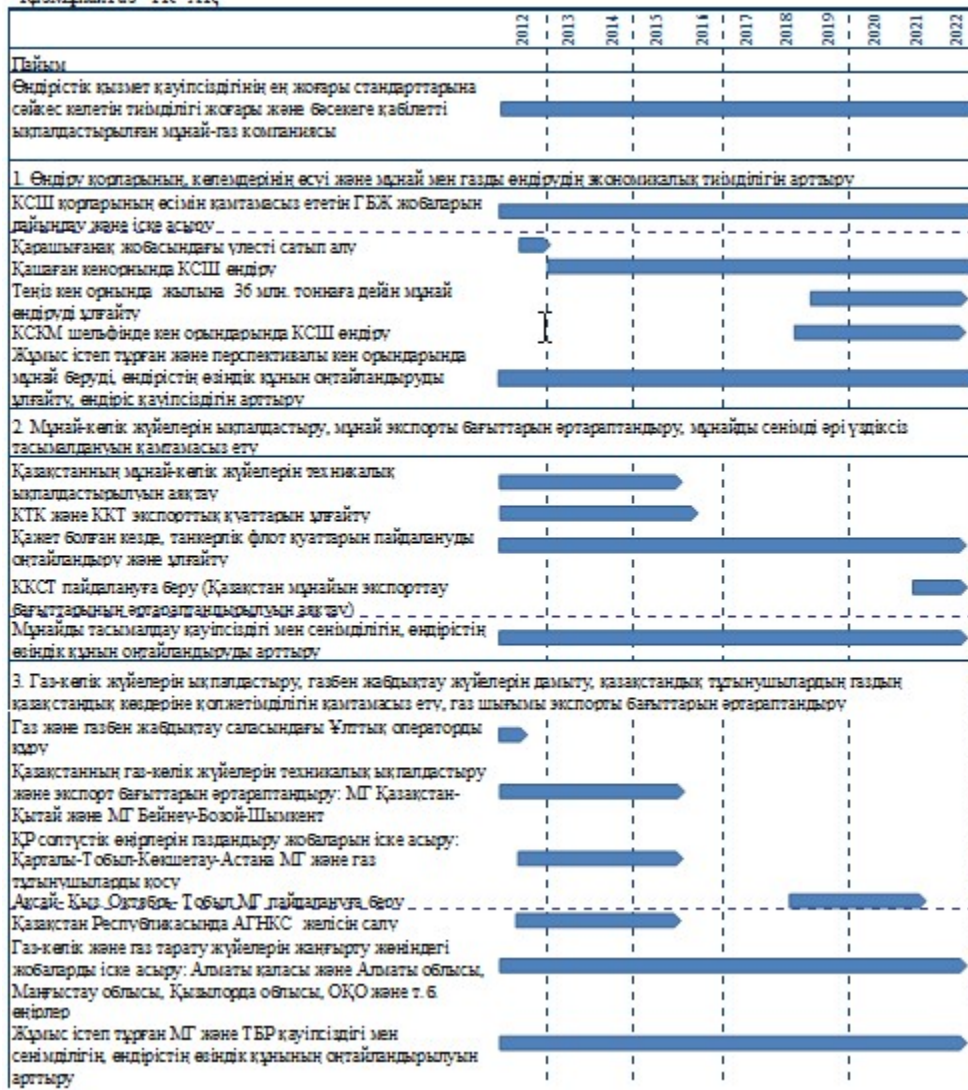 2012 2013 2014 2015 2016 2017 2018 2019 2020 2021 2022
Пайым
Өндірістік қызмет қауіпсіздігінің ең жоғары стандарттарына
сәйкес келетін тиімділігі жоғары және бәсекеге қабілетті
ықпалдастырылған мұнай-газ компаниясы
1. Өндіру қорларының, көлемдерінің өсуі және мұнай мен газды өндірудің экономикалық тиімділігін арттыру
КСШ қорларының өсімін қамтамасыз ететін ГБЖ жобаларын
дайындау және іске асыру
Қарашығанақ жобасындағы үлесті сатып алу
Қашаған кенорнында КСШ өндіру
Теңіз кен орнында жылына 36 млн. тоннаға дейін мұнай
өндіруді ұлғайту
КСКМ шельфінде кен орындарында КСШ өндіру
Жұмыс істеп тұрған және перспективалы кен орындарында
мұнай беруді, өндірістің өзіндік құнын оңтайландыруды
ұлғайту, өндіріс қауіпсіздігін арттыру
2. Мұнай-көлік жүйелерін ықпалдастыру, мұнай экспорты бағыттарын әртараптандыру, мұнайды сенімді әрі үздіксіз
тасымалдануын қамтамасыз ету
Қазақстанның мұнай-көлік жүйелерін техникалық
ықпалдастырылуын аяқтау
КТК және ККТ экспорттық қуаттарын ұлғайту
Қажет болған кезде, танкерлік флот қуаттарын пайдалануды
оңтайландыру және ұлғайту
ККСТ пайдалануға беру (Қазақстан мұнайын экспорттау
бағыттарының әртараптандырылуын аяқтау)
Мұнайды тасымалдау қауіпсіздігі мен сенімділігін, өндірістің
өзіндік құнын оңтайландыруды арттыру
3. Газ-көлік жүйелерін ықпалдастыру, газбен жабдықтау жүйелерін дамыту, қазақстандық тұтынушылардың газдың
қазақстандық көздеріне қолжетімділігін қамтамасыз ету, газ шығымы экспорты бағыттарын әртараптандыру
Газ және газбен жабдықтау саласындағы Ұлттық операторды
құру
Қазақстанның газ-көлік жүйелерін техникалық ықпалдастыру
және экспорт бағыттарын әртараптандыру: МГ Қазақстан-
Қытай және МГ Бейнеу-Бозой-Шымкент
ҚР солтүстік өңірлерін газдандыру жобаларын іске асыру:
Қарталы-Тобыл-Көкшетау-Астана МГ және газ
тұтынушыларды қосу
Ақсай- Қыз. Октябрь- Тобыл МГ пайдалануға беру
Қазақстан Республикасында АГНКС желісін салу
Газ-көлік және газ тарату жүйелерін жаңғырту жөніндегі
жобаларды іске асыру: Алматы қаласы және Алматы облысы,
Маңғыстау облысы, Қызылорда облысы, ОҚО және т. б.
өңірлер
Жұмыс істеп тұрған МГ және ТБР қауіпсіздігі мен
сенімділігін, өндірістің өзіндік құнының оңтайландырылуын
арттыру